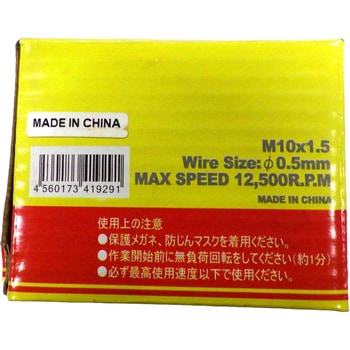 MADE IN CHINA
M10x1.5
Wire Size:φ0.5mm
MAX SPEED 12,500R.P.M
MADE IN CHINA
4 560173 419291
使用上の注意
●保護メガネ、防じんマスクを着用ください。
●作業開始前に無負荷回転をしてください(約1分)
●必ず最高使用速度以下で使用ください。